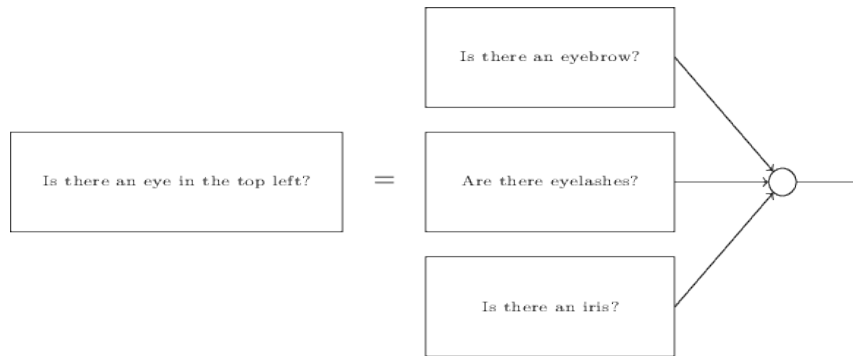 Is there an eyebrow?
Is there an eye in the top left?
=
Are there eyelashes?
Is there an iris?